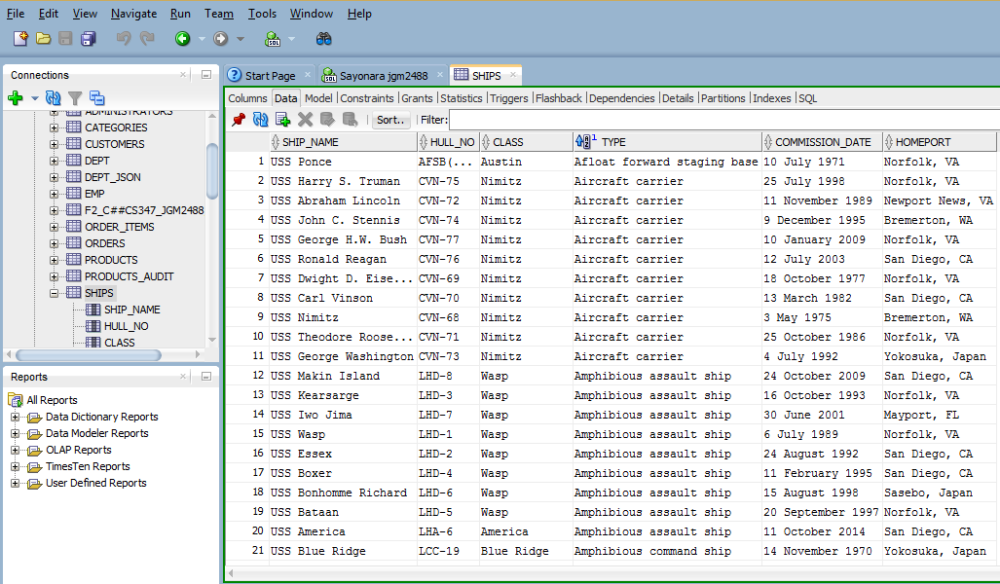 File Edit View Navigate Run Team Tools Window Help
Connections
ADMINISTRATORS
CATEGORIES
CUSTOMERS
DEPT
DEPT_JSON
EMP
F2_C##CS347_JGM2488
ORDER_ITEMS
ORDERS
PRODUCTS
PRODUCTS_AUDIT
SHIPS
SHIP_NAME
HULL_NO
CLASS
Reports
All Reports
Data Dictionary Reports
Data Modeler Reports
OLAP Reports
TimesTen Reports
User Defined Reports
Start Page Sayonara jgm2488 SHIPS
Columns Data Model Constraints Grants Statistics Triggers Flashback Dependencies Details Partitions Indexes SQL
Sort.. Filter:
SHIP_NAME HULL_NO CLASS 1 TYPE COMMISSION_DATE HOMEPORT
1 USS Ponce AFSB(... Austin Afloat forward staging base 10 July 1971 Norfolk, VA
2 USS Harry S. Truman CVN-75 Nimitz Aircraft carrier 25 July 1998 Norfolk, VA
3 USS Abraham Lincoln CVN-72 Nimitz Aircraft carrier 11 November 1989 Newport News, VA
4 USS John C. Stennis CVN-74 Nimitz Aircraft carrier 9 December 1995 Bremerton, WA
5 USS George H.W. Bush CVN-77 Nimitz Aircraft carrier 10 January 2009 Norfolk, VA
6 USS Ronald Reagan CVN-76 Nimitz Aircraft carrier 12 July 2003 San Diego, CA
7 USS Dwight D. Eise... CVN-69 Nimitz Aircraft carrier 18 October 1977 Norfolk, VA
8 USS Carl Vinson CVN-70 Nimitz Aircraft carrier 13 March 1982 San Diego, CA
9 USS Nimitz CVN-68 Nimitz Aircraft carrier 3 May 1975 Bremerton, WA
10 USS Theodore Roose... CVN-71 Nimitz Aircraft carrier 25 October 1986 Norfolk, VA
11 USS George Washington CVN-73 Nimitz Aircraft carrier 4 July 1992 Yokosuka, Japan
12 USS Makin Island LHD-8 Wasp Amphibious assault ship 24 October 2009 San Diego, CA
13 USS Kearsarge LHD-3 Wasp Amphibious assault ship 16 October 1993 Norfolk, VA
14 USS Iwo Jima LHD-7 Wasp Amphibious assault ship 30 June 2001 Mayport, FL
15 USS Wasp LHD-1 Wasp Amphibious assault ship 6 July 1989 Norfolk, VA
16 USS Essex LHD-2 Wasp Amphibious assault ship 24 August 1992 San Diego, CA
17 USS Boxer LHD-4 Wasp Amphibious assault ship 11 February 1995 San Diego, CA
18 USS Bonhomme Richard LHD-6 Wasp Amphibious assault ship 15 August 1998 Sasebo, Japan
19 USS Bataan LHD-5 Wasp Amphibious assault ship 20 September 1997 Norfolk, VA
20 USS America LHA-6 America Amphibious assault ship 11 October 2014 San Diego, CA
21 USS Blue Ridge LCC-19 Blue Ridge Amphibious command ship 14 November 1970 Yokosuka, Japan